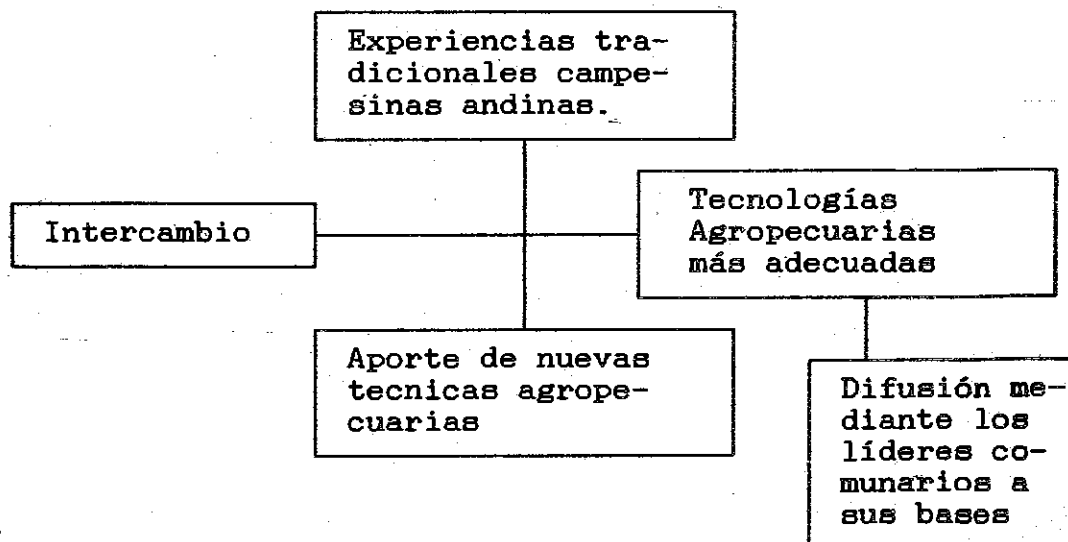 Experiencias tra-
dicionales campe-
sinas andinas.
Intercambio
Tecnologías
Agropecuarias
más adecuadas
Aporte de nuevas
tecnicas agrope-
cuarias
Difusión me-
diante los
líderes co-
munarios a
sus bases